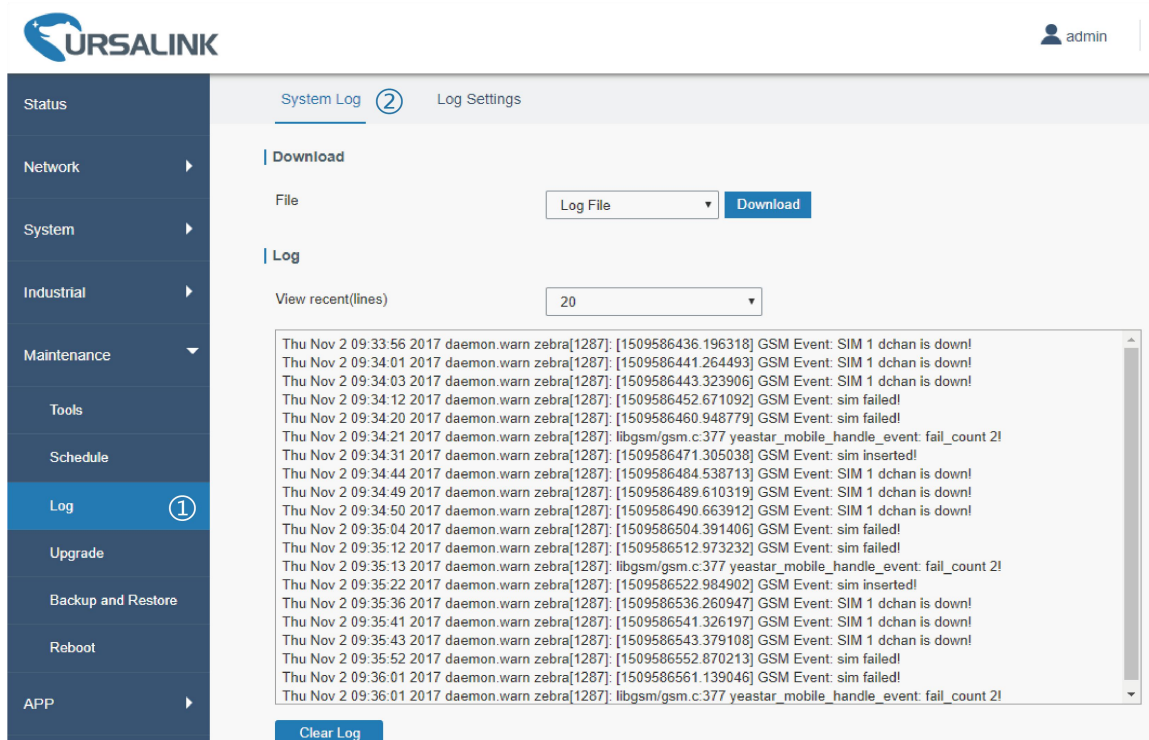 URSALINK
admin
Status
Network
System
Industrial
Maintenance
Tools
Schedule
Log ①
Upgrade
Backup and Restore
Reboot
APP
System Log ② Log Settings
Download
File Log File Download
Log
View recent(lines) 20
Thu Nov 2 09:33:56 2017 daemon.warn zebra[1287]: [1509586436.196318] GSM Event: SIM 1 dchan is down!
Thu Nov 2 09:34:01 2017 daemon.warn zebra[1287]: [1509586441.264493] GSM Event: SIM 1 dchan is down!
Thu Nov 2 09:34:03 2017 daemon.warn zebra[1287]: [1509586443.323906] GSM Event: SIM 1 dchan is down!
Thu Nov 2 09:34:12 2017 daemon.warn zebra[1287]: [1509586452.671092] GSM Event: sim failed!
Thu Nov 2 09:34:20 2017 daemon.warn zebra[1287]: [1509586460.948779] GSM Event: sim failed!
Thu Nov 2 09:34:21 2017 daemon.warn zebra[1287]: libgsm/gsm.c:377 yeastar_mobile_handle_event: fail_count 2!
Thu Nov 2 09:34:31 2017 daemon.warn zebra[1287]: [1509586471.305038] GSM Event: sim inserted!
Thu Nov 2 09:34:44 2017 daemon.warn zebra[1287]: [1509586484.538713] GSM Event: SIM 1 dchan is down!
Thu Nov 2 09:34:49 2017 daemon.warn zebra[1287]: [1509586489.610319] GSM Event: SIM 1 dchan is down!
Thu Nov 2 09:34:50 2017 daemon.warn zebra[1287]: [1509586490.663912] GSM Event: SIM 1 dchan is down!
Thu Nov 2 09:35:04 2017 daemon.warn zebra[1287]: [1509586504.391406] GSM Event: sim failed!
Thu Nov 2 09:35:12 2017 daemon.warn zebra[1287]: [1509586512.973232] GSM Event: sim failed!
Thu Nov 2 09:35:13 2017 daemon.warn zebra[1287]: libgsm/gsm.c:377 yeastar_mobile_handle_event: fail_count 2!
Thu Nov 2 09:35:22 2017 daemon.warn zebra[1287]: [1509586522.984902] GSM Event: sim inserted!
Thu Nov 2 09:35:36 2017 daemon.warn zebra[1287]: [1509586536.260947] GSM Event: SIM 1 dchan is down!
Thu Nov 2 09:35:41 2017 daemon.warn zebra[1287]: [1509586541.326197] GSM Event: SIM 1 dchan is down!
Thu Nov 2 09:35:43 2017 daemon.warn zebra[1287]: [1509586543.379108] GSM Event: SIM 1 dchan is down!
Thu Nov 2 09:35:52 2017 daemon.warn zebra[1287]: [1509586552.870213] GSM Event: sim failed!
Thu Nov 2 09:36:01 2017 daemon.warn zebra[1287]: [1509586561.139046] GSM Event: sim failed!
Thu Nov 2 09:36:01 2017 daemon.warn zebra[1287]: libgsm/gsm.c:377 yeastar_mobile_handle_event: fail_count 2!
Clear Log